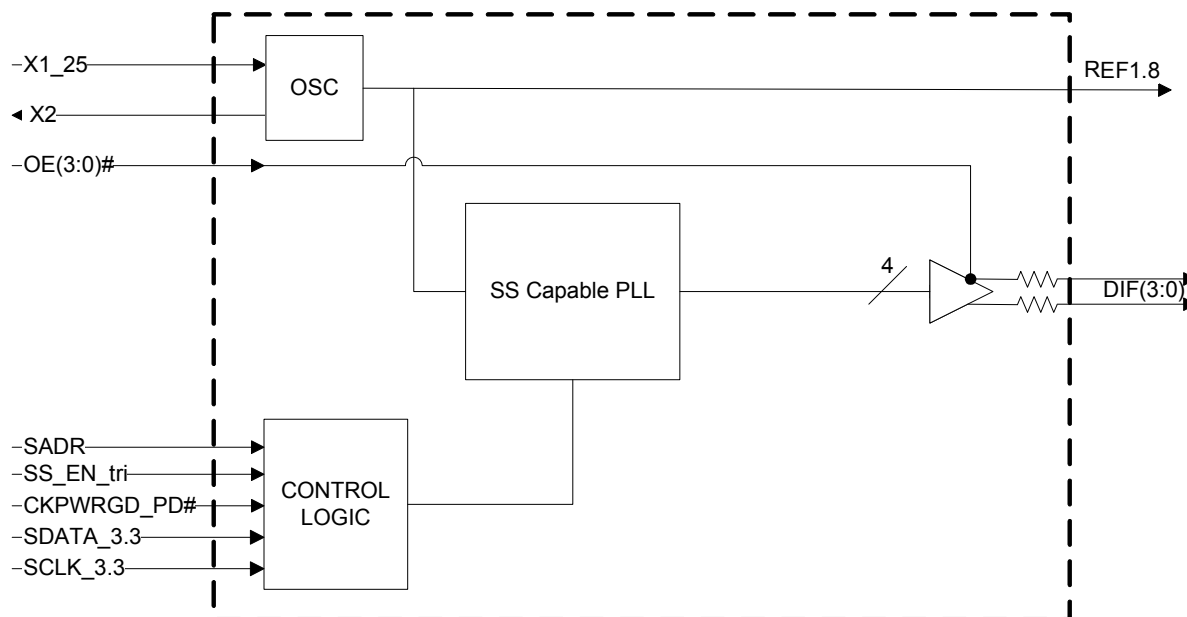 X1_25
OSC
REF1.8
X2
OE(3:0)#
4
SS Capable PLL
DIF(3:0)
SADR
SS_EN_tri
CKPWRGD_PD#
SDATA_3.3
SCLK_3.3
CONTROL
LOGIC